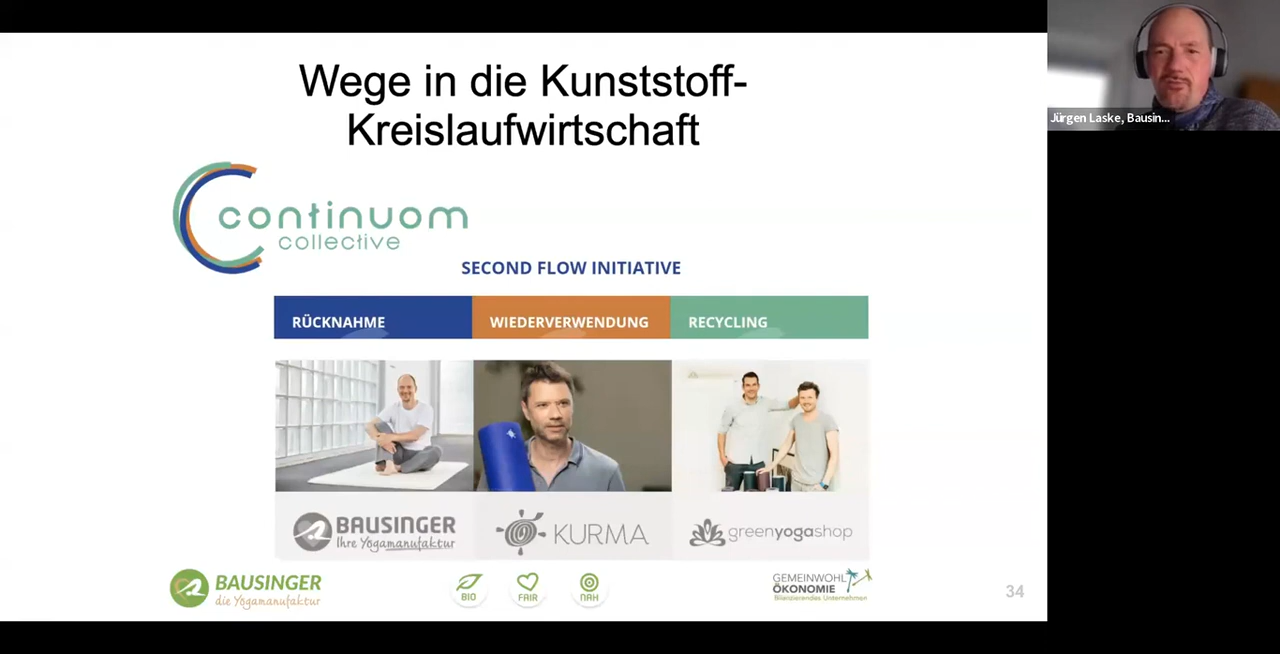 Wege in die Kunststoff-
Kreislaufwirtschaft
continuom
collective
SECOND FLOW INITIATIVE
RÜCKNAHME
WIEDERVERWENDUNG
RECYCLING
BAUSINGER
Ihre Yogamanufaktur
KURMA
greenyogashop
BAUSINGER
die Yogamanufaktur
BIO
FAIR
NAH
GEMEINWOHL
ÖKONOMIE
Bilanzierendes Unternehmen
34
Jürgen Laske, Bausin...